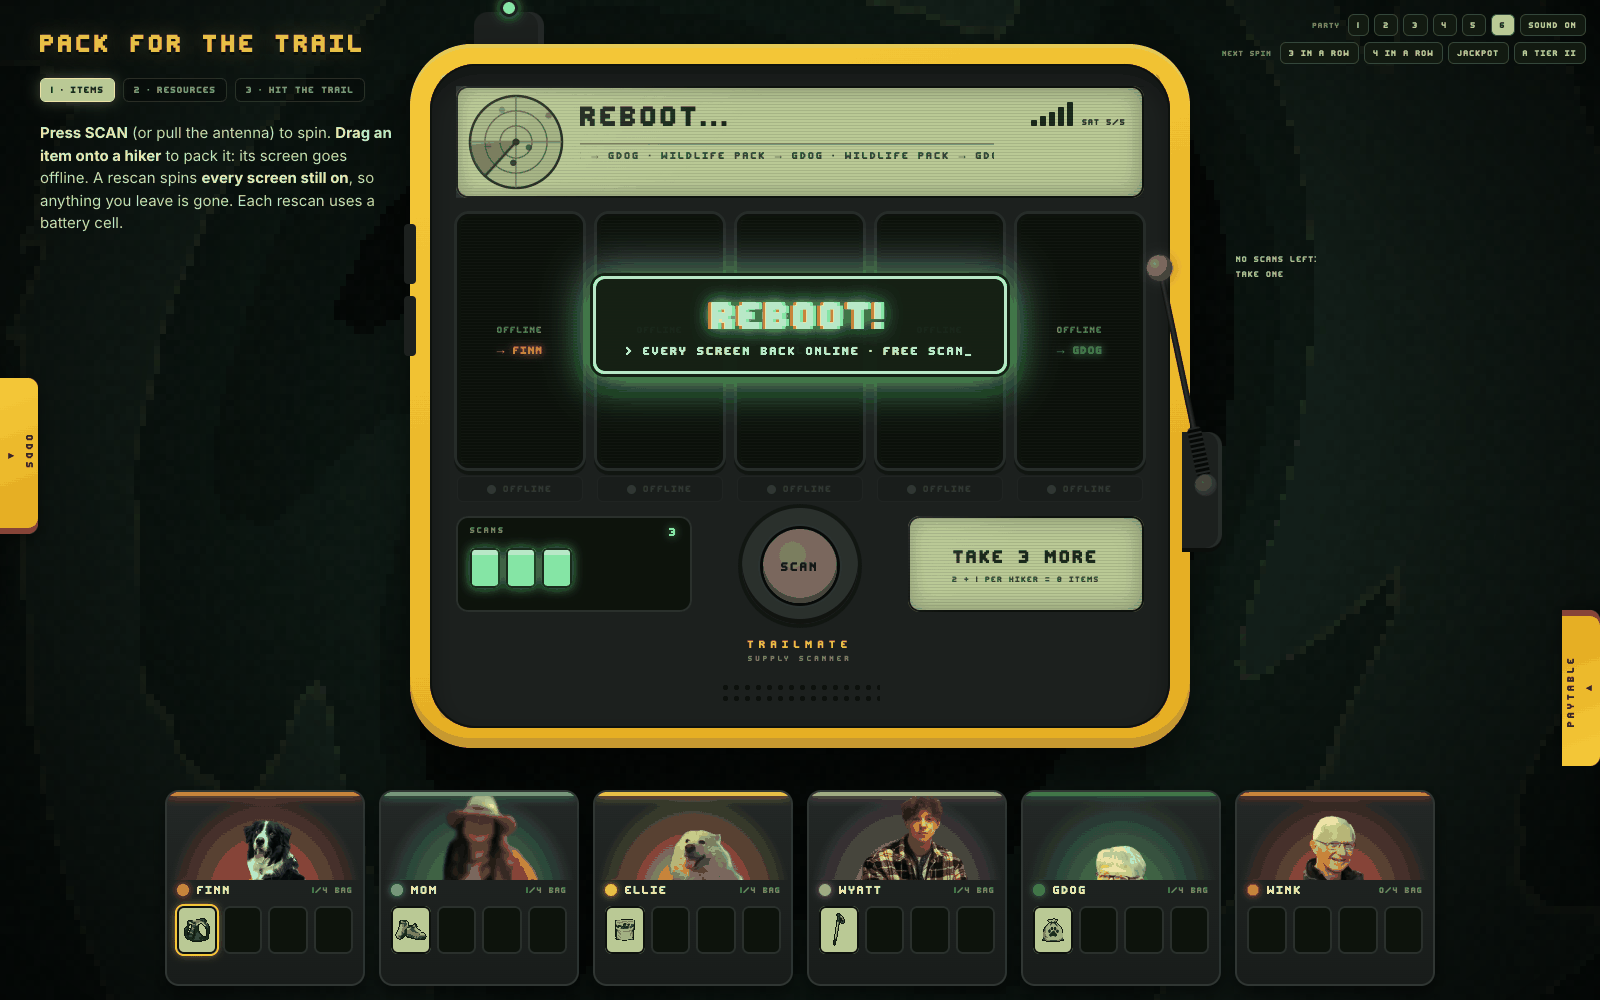 PACK FOR THE TRAIL
1 · ITEMS
2 · RESOURCES
3 · HIT THE TRAIL
Press SCAN (or pull the antenna) to spin. Drag an
item onto a hiker to pack it: its screen goes
offline. A rescan spins every screen still on, so
anything you leave is gone. Each rescan uses a
battery cell.
PARTY 1 2 3 4 5 6 SOUND ON
NEXT SPIN 3 IN A ROW 4 IN A ROW JACKPOT A TIER II
REBOOT...
SAT 5/5
→ GDOG · WILDLIFE PACK → GDOG · WILDLIFE PACK → GDO
NO SCANS LEFT:
TAKE ONE
OFFLINE
→ FINN
REBOOT!
> EVERY SCREEN BACK ONLINE · FREE SCAN_
OFFLINE
→ GDOG
OFFLINE
OFFLINE
OFFLINE
OFFLINE
OFFLINE
ODDS
SCANS
3
SCAN
TAKE 3 MORE
2 + 1 PER HIKER = 8 ITEMS
TRAILMATE
SUPPLY SCANNER
PAYTABLE
FINN 1/4 BAG
MOM 1/4 BAG
ELLIE 1/4 BAG
WYATT 1/4 BAG
GDOG 1/4 BAG
WINK 0/4 BAG